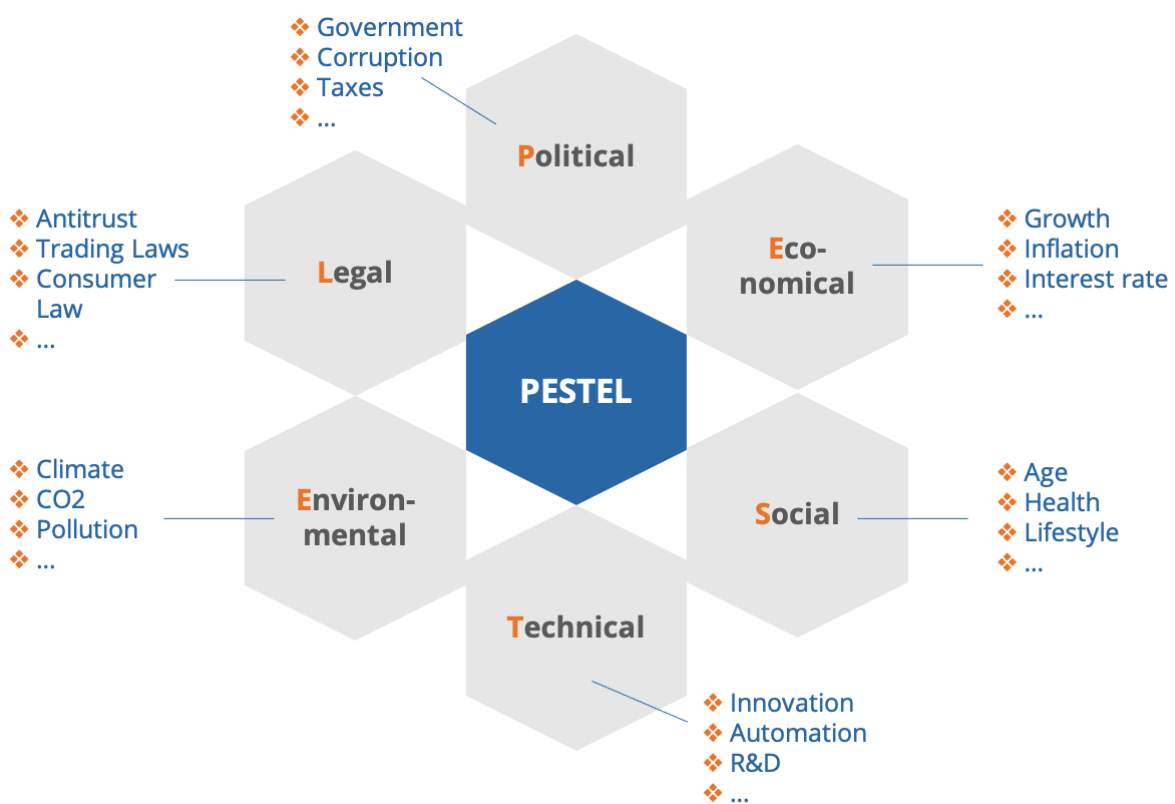 Government
Corruption
Taxes
...
Political
Antitrust
Trading Laws
Consumer
Law
...
Legal
Eco-
nomical
Growth
Inflation
Interest rate
...
PESTEL
Climate
CO2
Pollution
...
Environ-
mental
Social
Age
Health
Lifestyle
...
Technical
Innovation
Automation
R&D
...